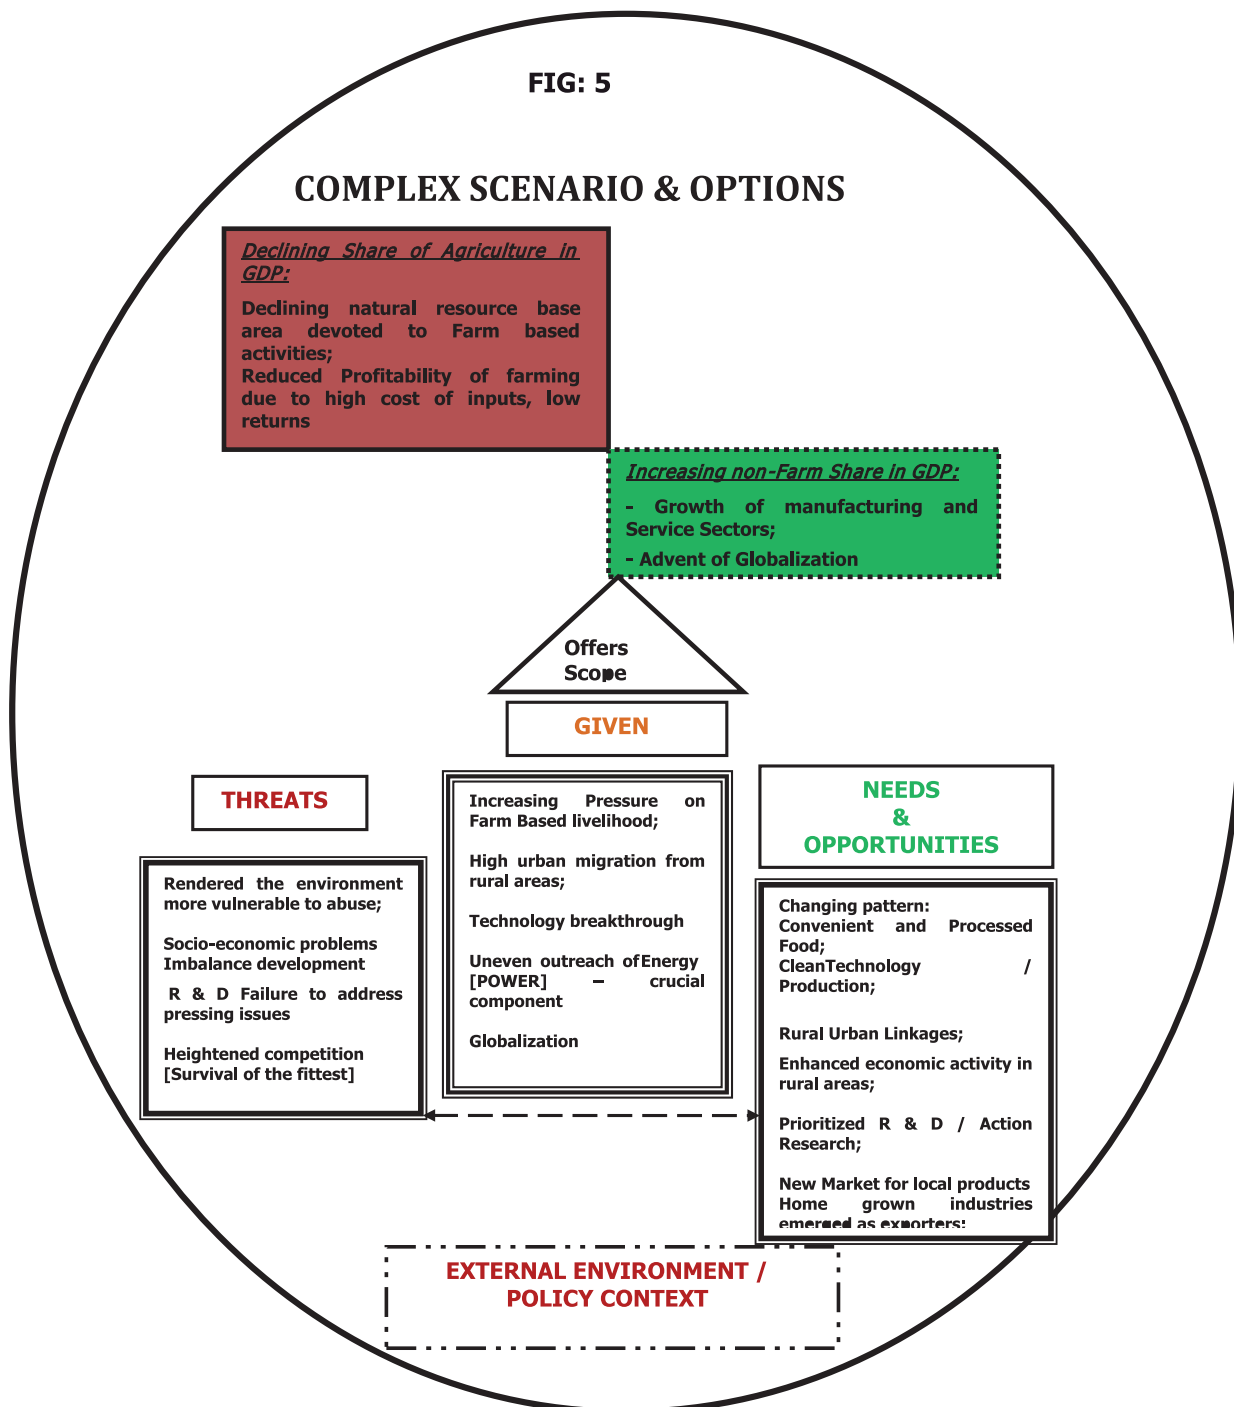 FIG: 5
COMPLEX SCENARIO & OPTIONS
Declining Share of Agriculture in
GDP:
Declining natural resource base
area devoted to Farm based
activities;
Reduced Profitability of farming
due to high cost of inputs, low
returns
Increasing non-Farm Share in GDP:
- Growth of manufacturing and
Service Sectors;
- Advent of Globalization
Offers
Scope
GIVEN
THREATS
NEEDS
&
OPPORTUNITIES
Rendered the environment
more vulnerable to abuse;
Socio-economic problems
Imbalance development
R & D Failure to address
pressing issues
Heightened competition
[Survival of the fittest]
Increasing Pressure on
Farm Based livelihood;
High urban migration from
rural areas;
Technology breakthrough
Uneven outreach of Energy
[POWER] – crucial
component
Globalization
Changing pattern:
Convenient and Processed
Food;
CleanTechnology /
Production;
Rural Urban Linkages;
Enhanced economic activity in
rural areas;
Prioritized R & D / Action
Research;
New Market for local products
Home grown industries
emerged as exporters;
EXTERNAL ENVIRONMENT /
POLICY CONTEXT